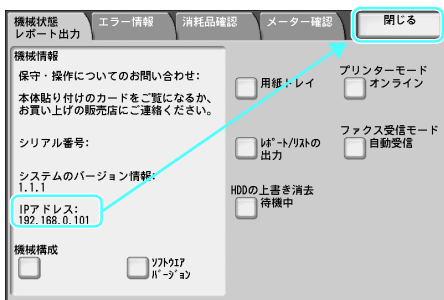 機械状態
レポート出力
エラー情報
消耗品確認
メーター確認
閉じる
機械情報
保守・操作についてのお問い合わせ:
本体貼り付けのカードをご覧になるか、
お買い上げの販売店にご連絡ください。
シリアル番号:
システムのバージョン情報:
1.1.1
IPアドレス:
192.168.0.101
機械構成
ソフトウエア
バージョン
用紙トレイ
レポート/リストの
出力
HDDの上書き消去
待機中
プリンターモード
オンライン
ファクス受信モード
自動受信